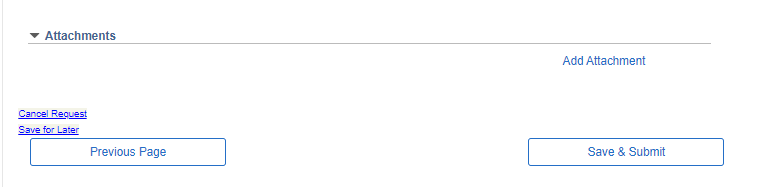 Attachments
Add Attachment
Cancel Request
Save for Later
Previous Page
Save & Submit